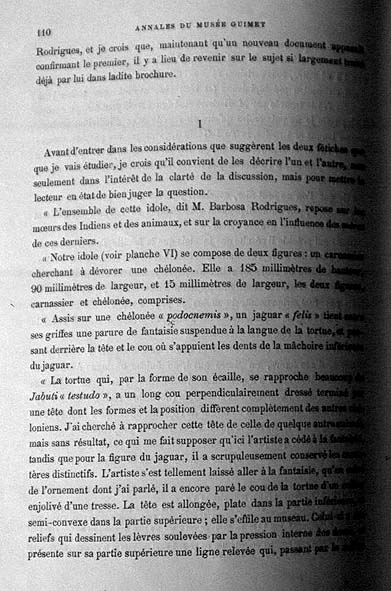 110
ANNALES DU MUSÉE GUIMET
Rodrigues, et je crois que, maintenant qu'un nouveau document apparaît
confirmant le premier, il y a lieu de revenir sur le sujet si largement traité
déjà par lui dans ladite brochure.
I
Avant d'entrer dans les considérations que suggèrent les deux fétiches que
que je vais étudier, je crois qu'il convient de les décrire l'un et l'autre, non
seulement dans l'intérêt de la clarté de la discussion, mais pour mettre le
lecteur en état de bien juger la question.
« L'ensemble de cette idole, dit M. Barbosa Rodrigues, repose sur les
mœurs des Indiens et des animaux, et sur la croyance en l'influence des
de ces derniers.
« Notre idole (voir planche VI) se compose de deux figures : un carnassier
cherchant à dévorer une chélonée. Elle a 185 millimètres de hauteur,
90 millimètres de largeur, et 15 millimètres de largeur, les deux figures,
carnassier et chélonée, comprises.
« Assis sur une chélonée « podocnemis », un jaguar « felis » tient entre
ses griffes une parure de fantaisie suspendue à la langue de la tortue, et
sant derrière la tête et le cou où s'appuient les dents de la mâchoire inférieure
du jaguar.
« La tortue qui, par la forme de son écaille, se rapproche beaucoup du
Jabuti « testudo », a un long cou perpendiculairement dressé terminé par
une tête dont les formes et la position diffèrent complètement des autres ché
loniens. J'ai cherché à rapprocher cette tête de celle de quelque autre
mais sans résultat, ce qui me fait supposer qu'ici l'artiste a cédé à la fantaisie,
tandis que pour la figure du jaguar, il a scrupuleusement conservé les carac
tères distinctifs. L'artiste s'est tellement laissé aller à la fantaisie, qu'en
de l'ornement dont j'ai parlé, il a encore paré le cou de la tortue d'un
enjolivé d'une tresse. La tête est allongée, plate dans la partie inférieure,
semi-convexe dans la partie supérieure ; elle s'effile au museau. Celui-ci
reliefs qui dessinent les lèvres soulevées par la pression interne des
présente sur sa partie supérieure une ligne relevée qui, passant par le